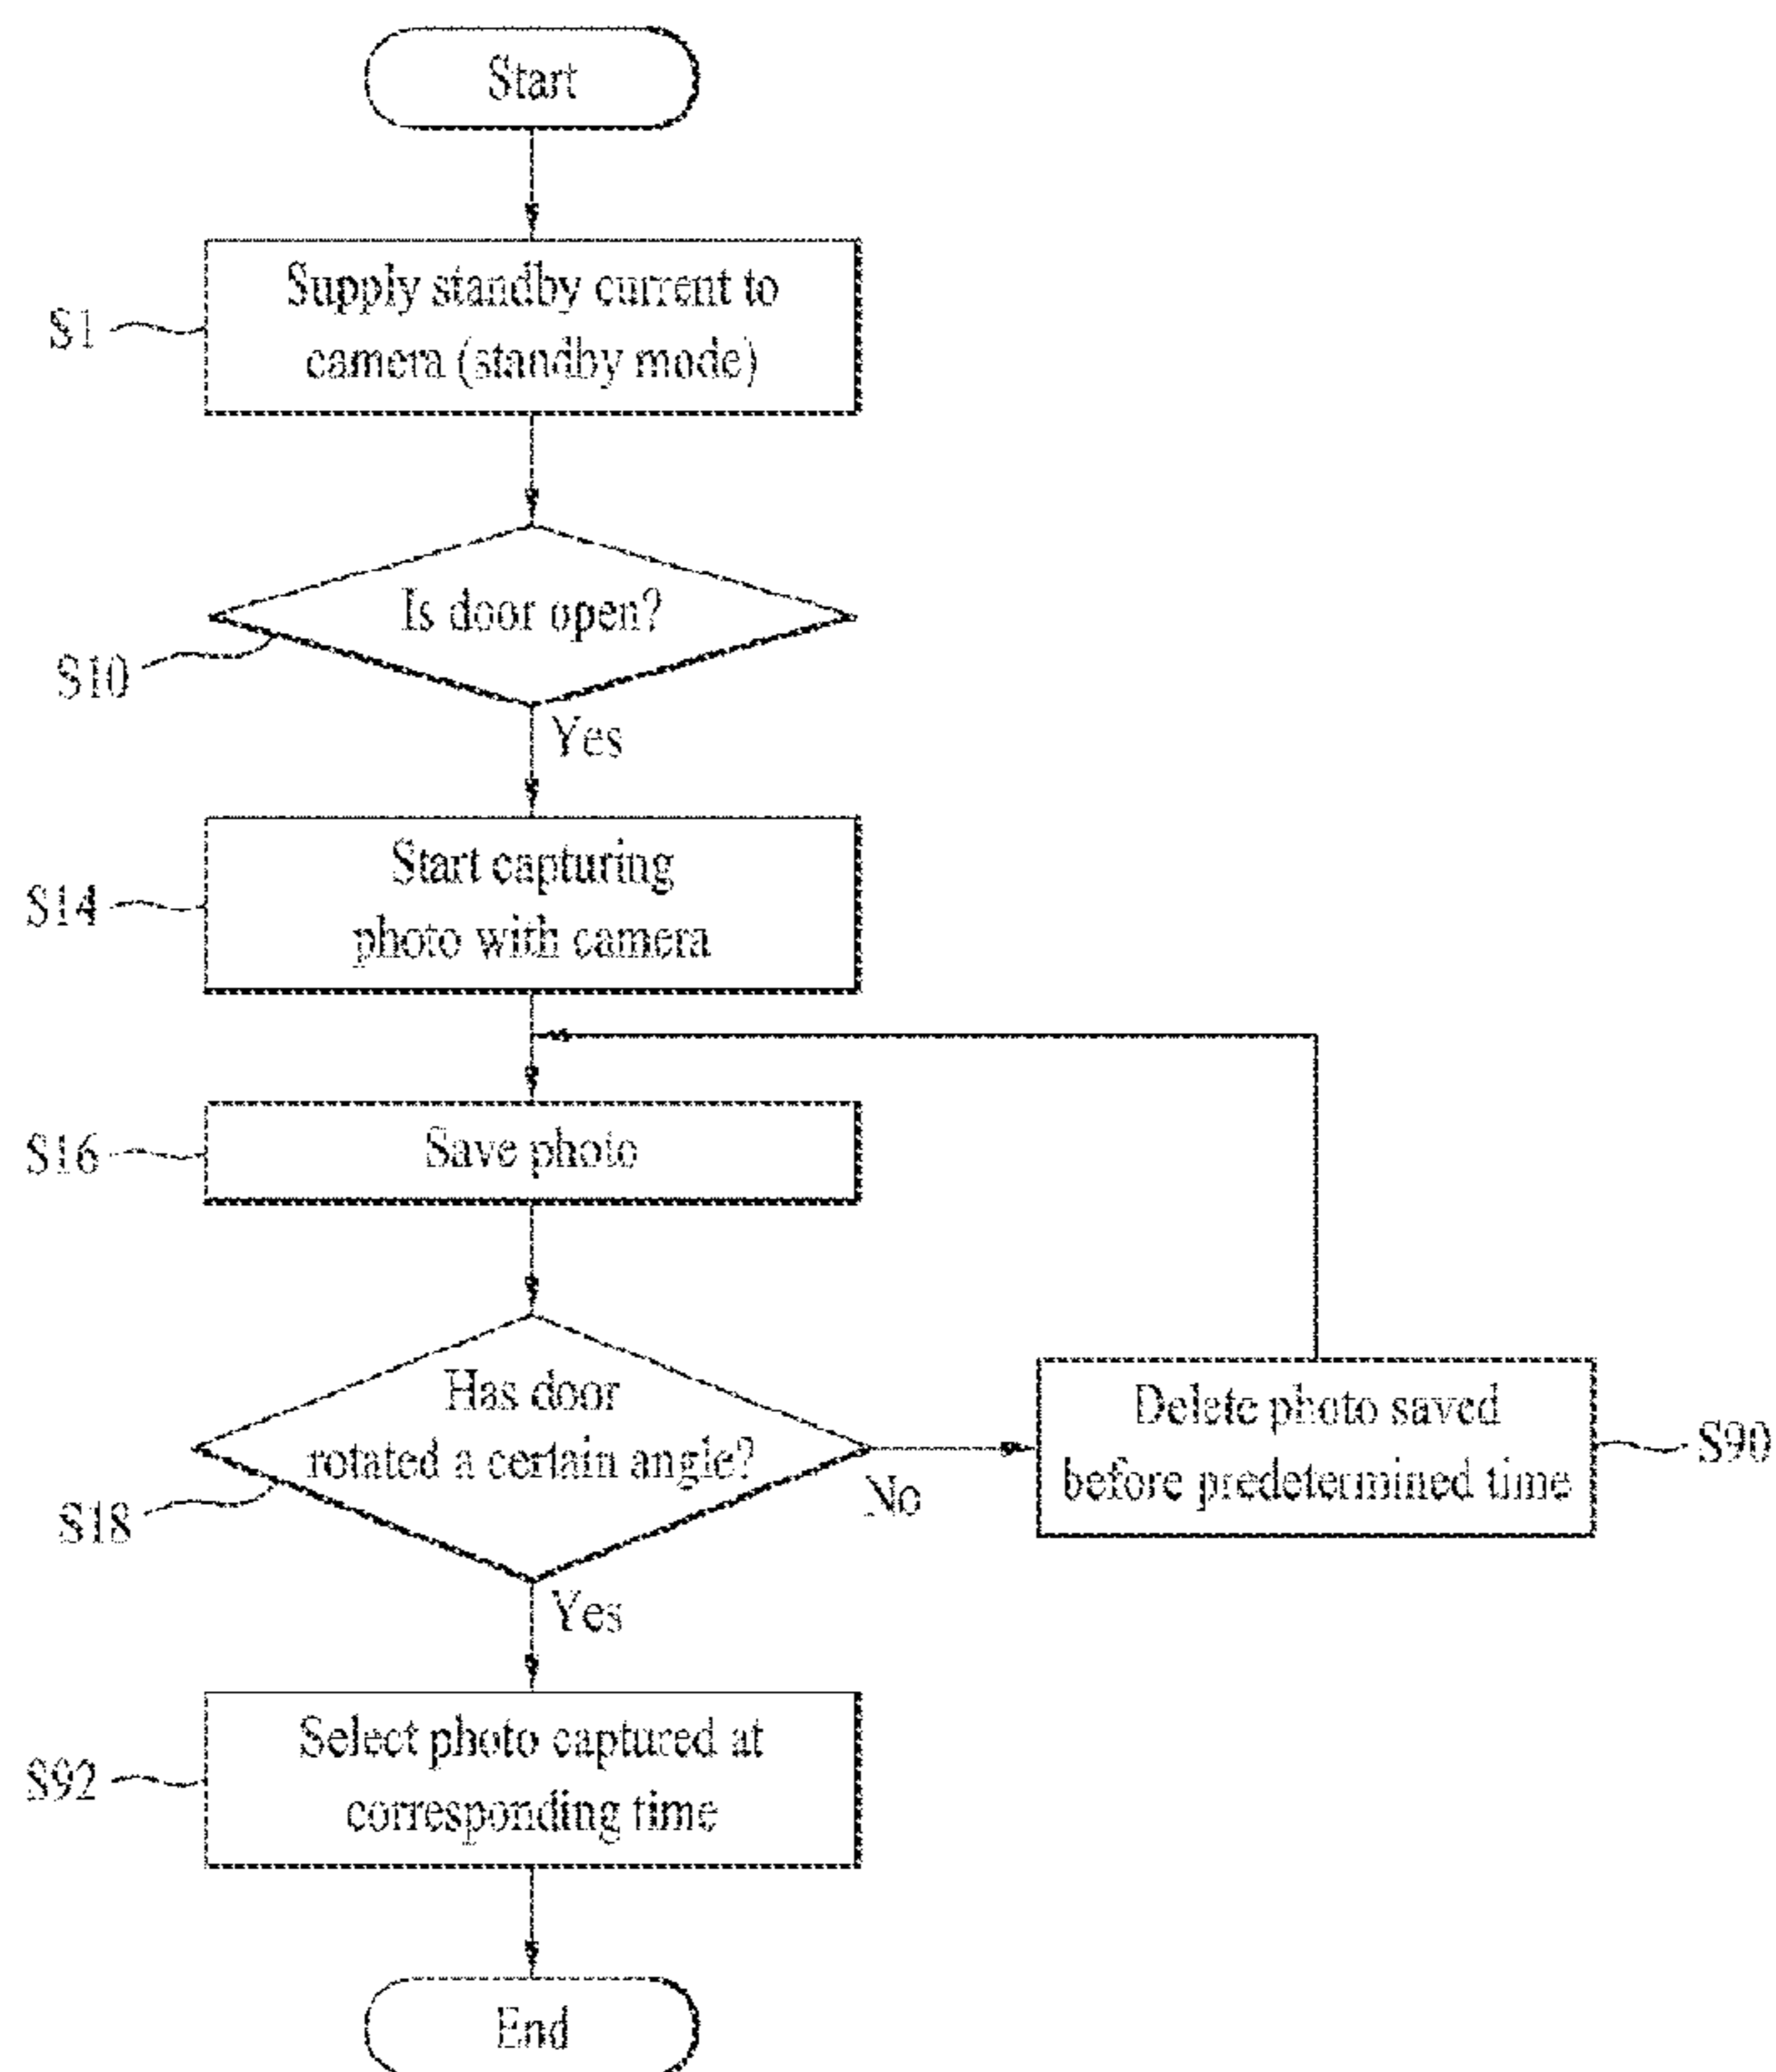 Start
S1
Supply standby current to
camera (standby mode)
Is door open?
S10
Yes
S14
Start capturing
photo with camera
S16
Save photo
Has door
rotated a certain angle?
S18
No
Delete photo saved
before predetermined time
S90
Yes
S92
Select photo captured at
corresponding time
End